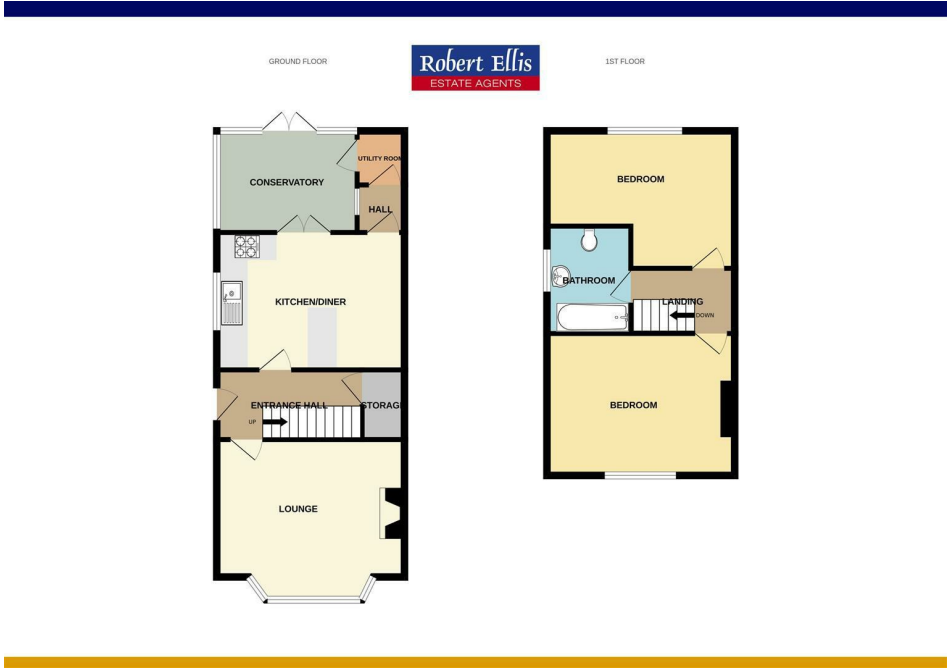 GROUND FLOOR
Robert Ellis
ESTATE AGENTS
1ST FLOOR
UTILITY ROOM
CONSERVATORY
HALL
KITCHEN/DINER
ENTRANCE HALL
STORAGE
UP
LOUNGE
BEDROOM
BATHROOM
LANDING
DOWN
BEDROOM